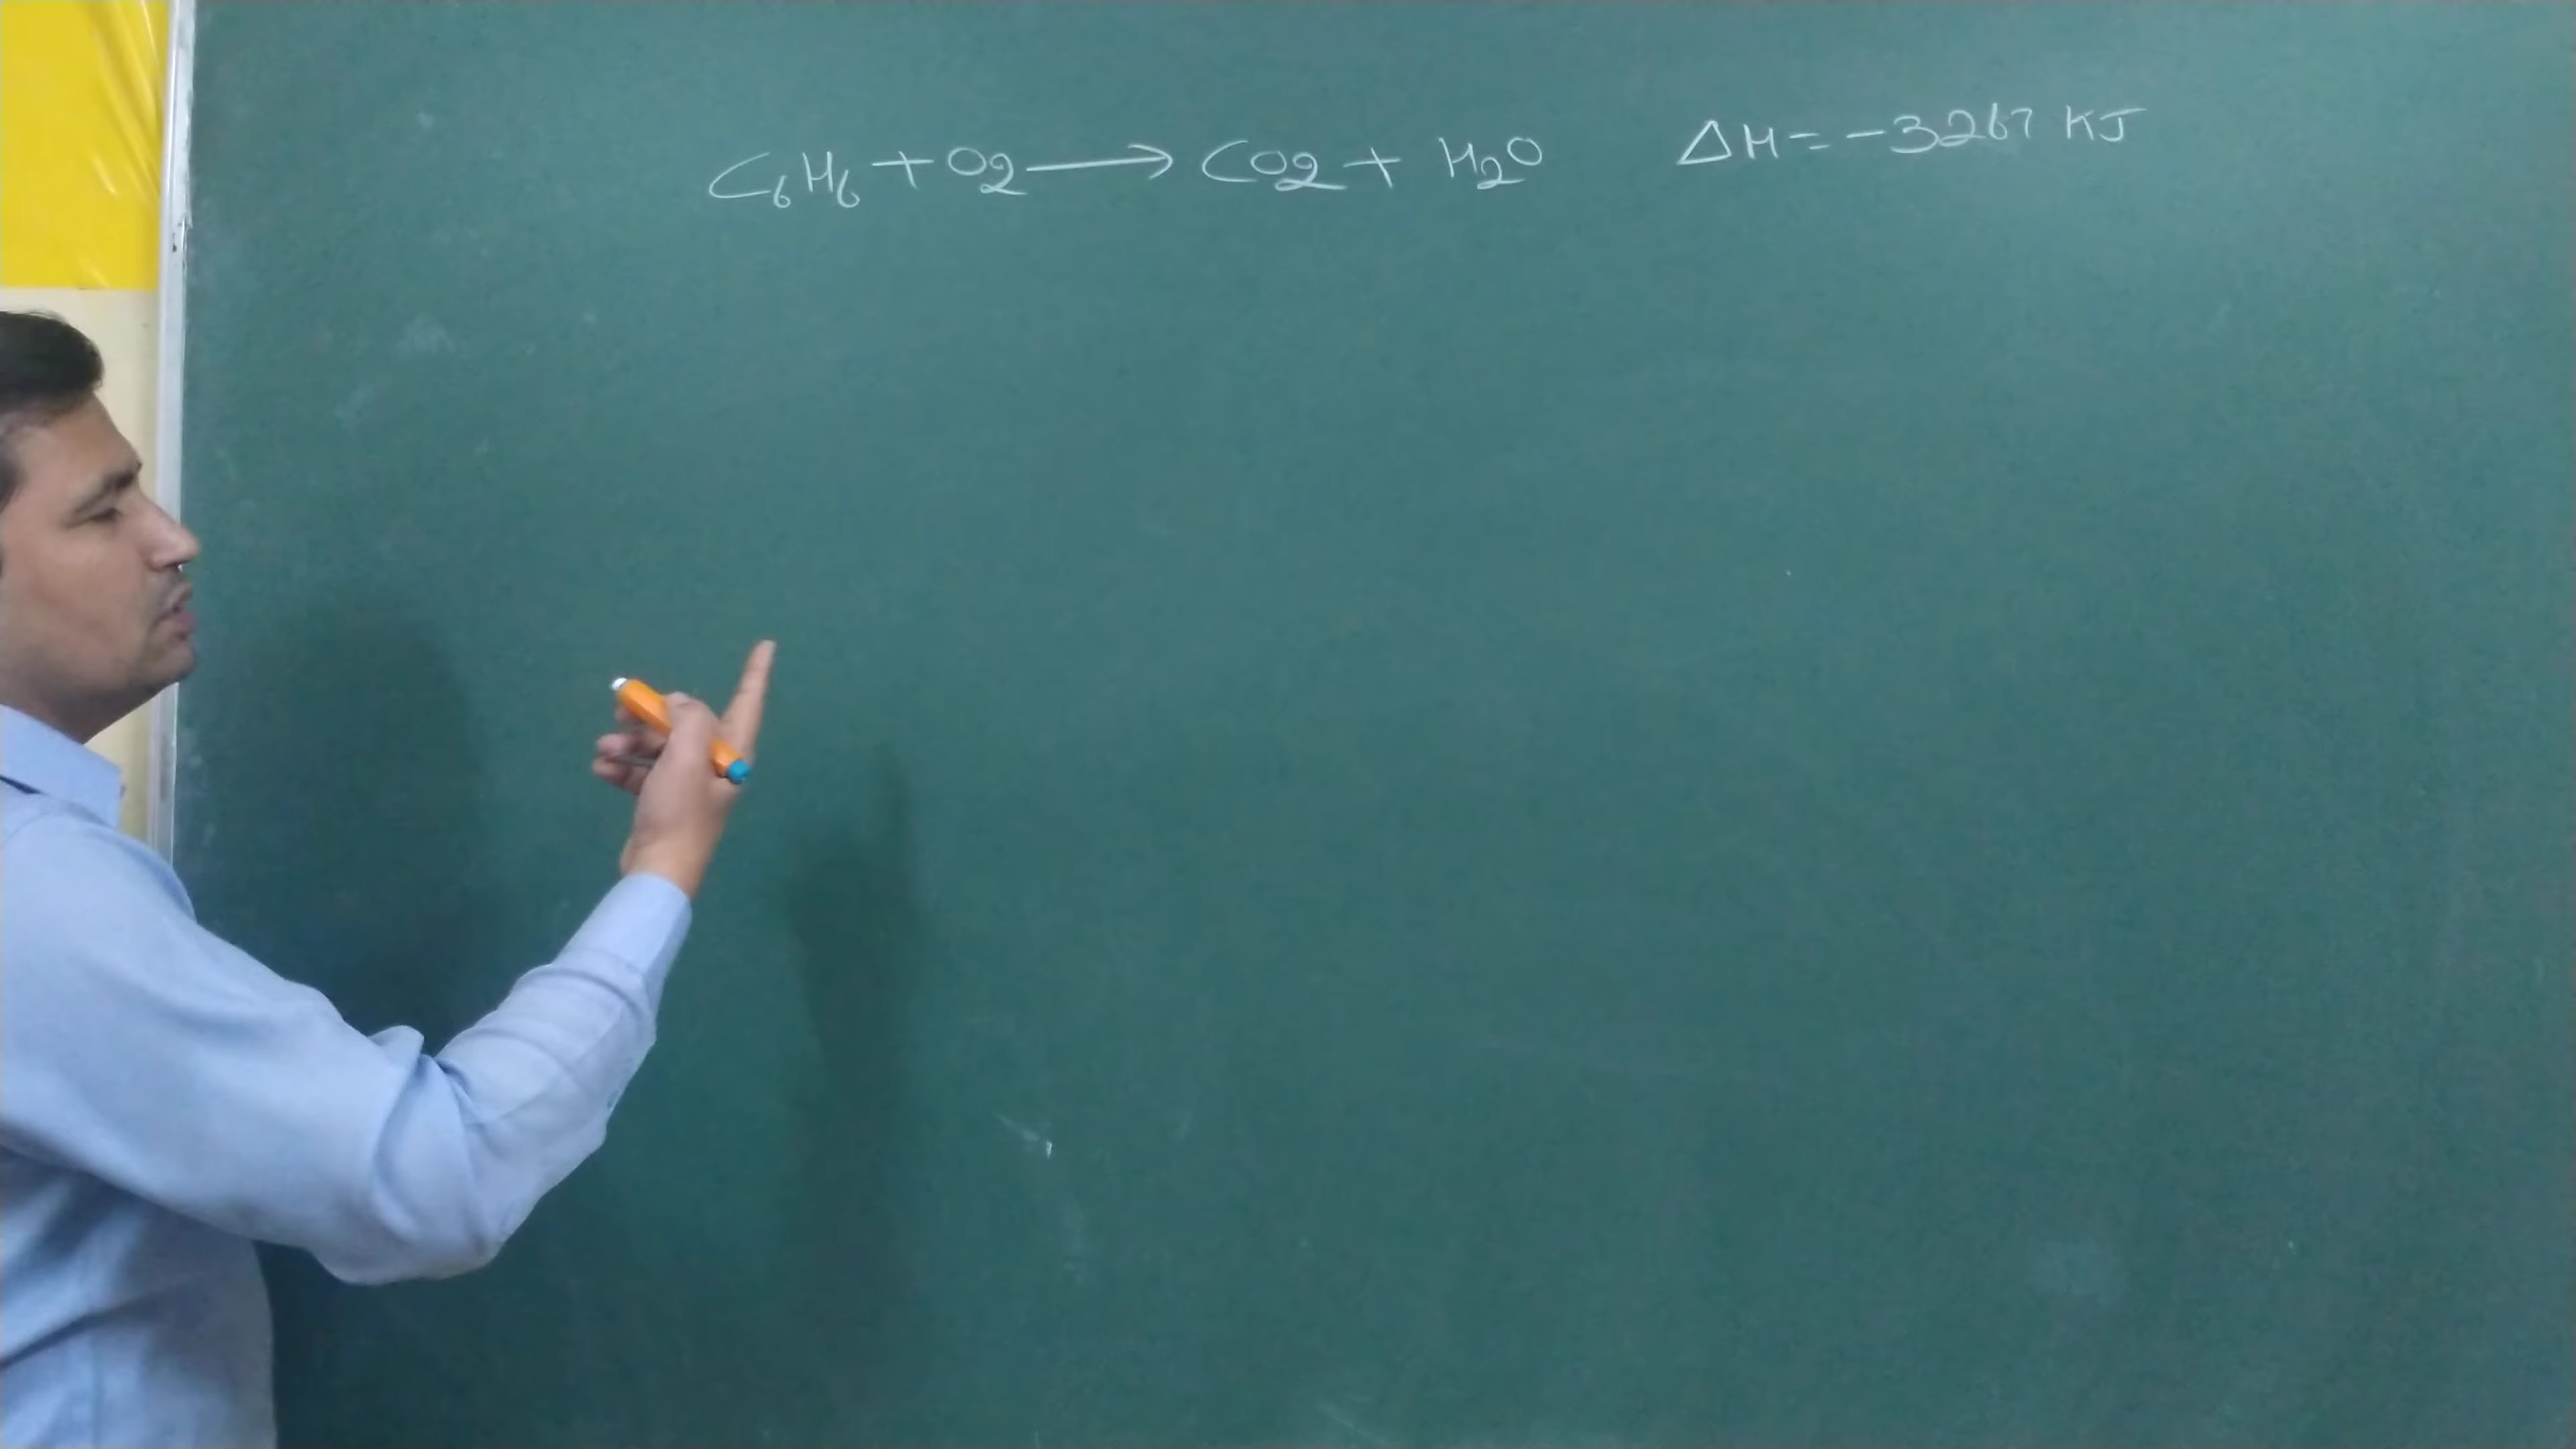 C₆H₆ + O₂ ⟶ CO₂ + H₂O ΔH = -3267 KJ